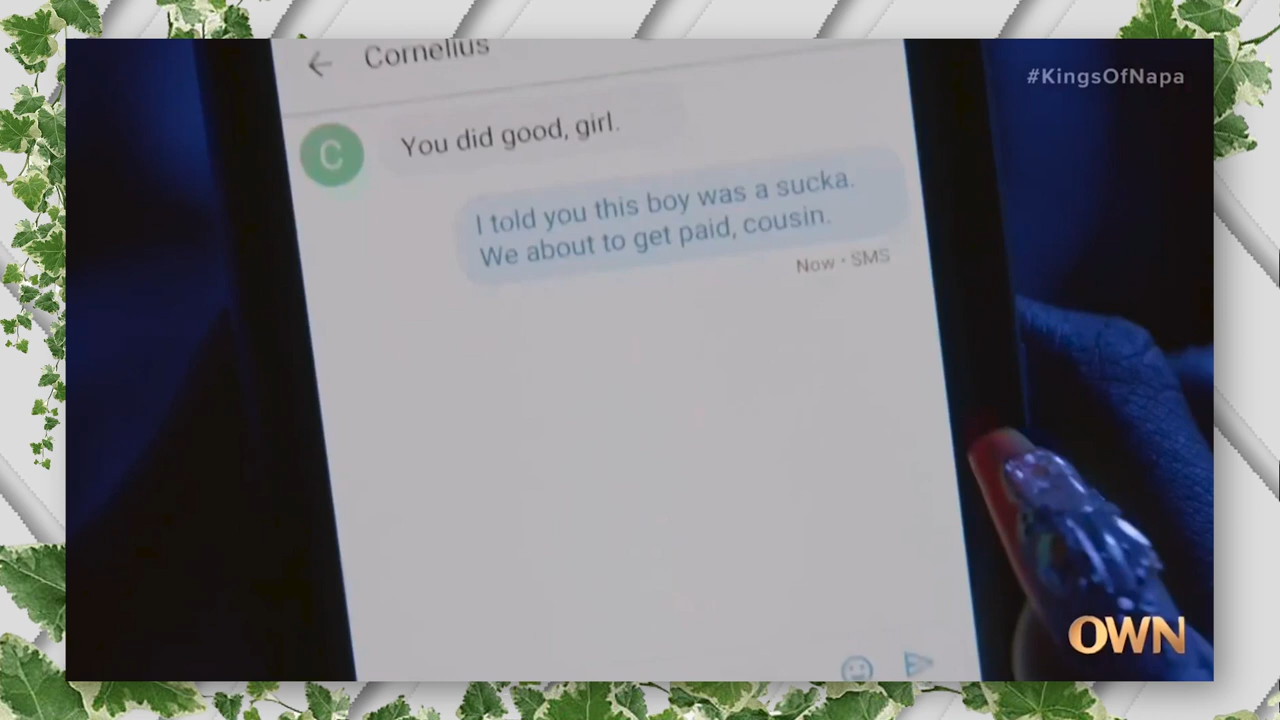 Cornelius
#KingsOfNapa
C
You did good, girl.
I told you this boy was a sucka.
We about to get paid, cousin.
Now • SMS
OWN